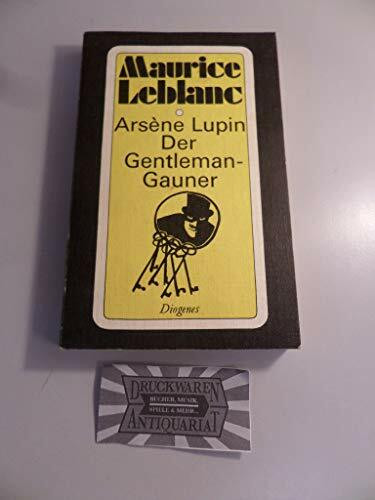 Maurice
Leblanc
Arsène Lupin
Der
Gentleman-
Gauner
Diogenes
DRUCKWAREN
BÜCHER, MUSIK,
SPIELE & MEHR...
ANTIQUARIAT